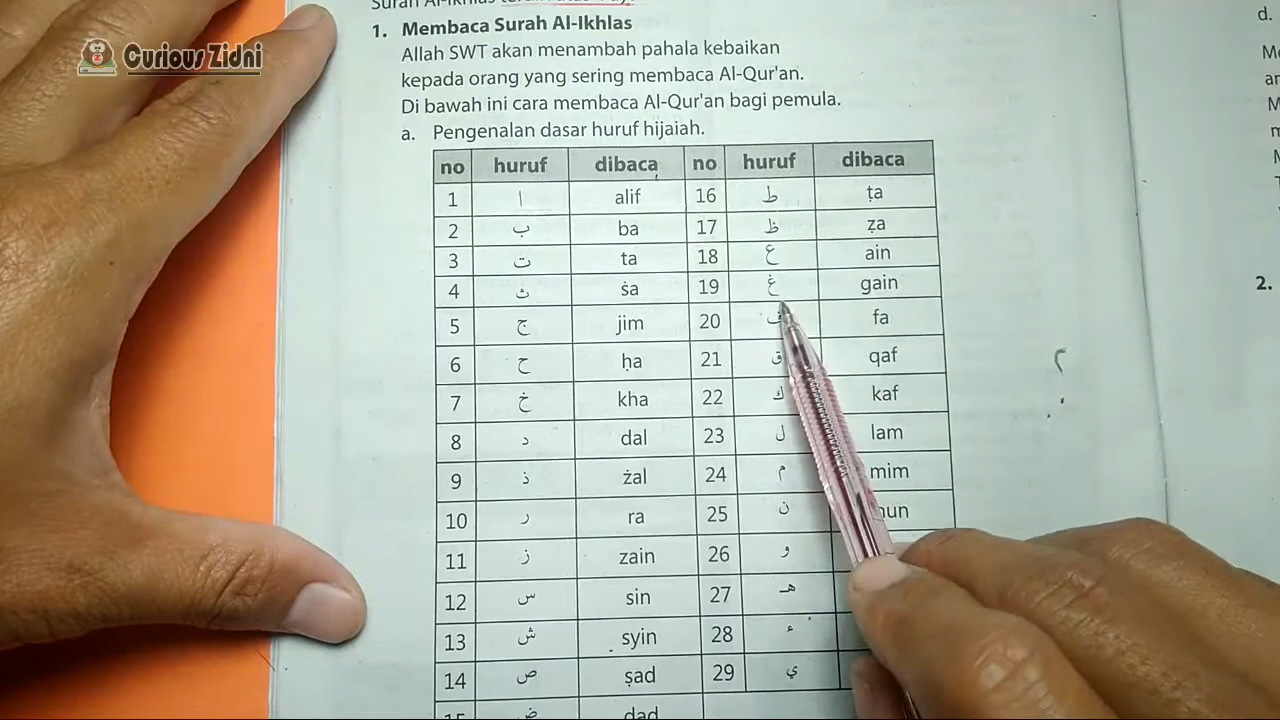 Curious Zidni
1. Membaca Surah Al-Ikhlas
Allah SWT akan menambah pahala kebaikan
kepada orang yang sering membaca Al-Qur'an.
Di bawah ini cara membaca Al-Qur'an bagi pemula.
a. Pengenalan dasar huruf hijaiah.
no huruf dibaca no huruf dibaca
1 ا alif 16 ط ṭa
2 ب ba 17 ظ ẓa
3 ت ta 18 ع ain
4 ث ṡa 19 غ gain
5 ج jim 20 ف fa
6 ح ḥa 21 ق qaf
7 خ kha 22 ك kaf
8 د dal 23 ل lam
9 ذ żal 24 م mim
10 ر ra 25 ن nun
11 ز zain 26 و
12 س sin 27 هـ
13 ش syin 28 ء
14 ص ṣad 29 ي
d.
2.